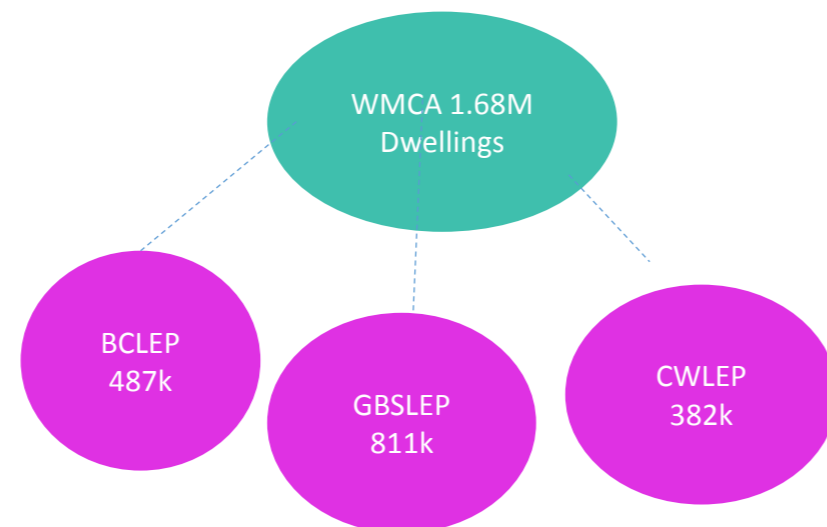 WMCA 1.68M
Dwellings
BCLEP
487k
GBSLEP
811k
CWLEP
382k